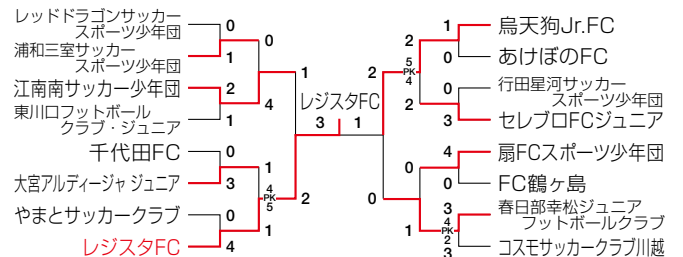 レッドドラゴンサッカー
スポーツ少年団
0
浦和三室サッカー
スポーツ少年団
1
0
江南南サッカー少年団
2
東川口フットボール
クラブ・ジュニア
1
4
1
千代田FC
0
大宮アルディージャ ジュニア
3
1
やまとサッカークラブ
0
レジスタFC
4
1
4
PK
5
2
レジスタFC
3 1
烏天狗Jr.FC
1
あけぼのFC
0
2
5
PK
4
2
行田星河サッカー
スポーツ少年団
0
セレブロFCジュニア
3
2
扇FCスポーツ少年団
4
FC鶴ヶ島
0
0
春日部幸松ジュニア
フットボールクラブ
3
4
PK
2
3
コスモサッカークラブ川越
1
0